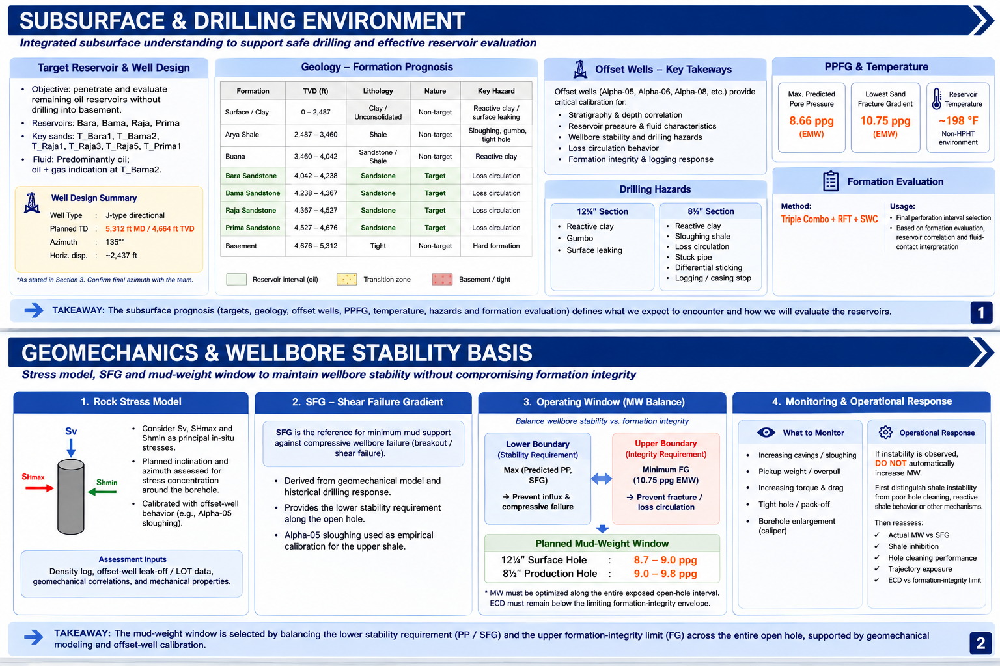 SUBSURFACE & DRILLING ENVIRONMENT
Integrated subsurface understanding to support safe drilling and effective reservoir evaluation
Target Reservoir & Well Design
• Objective: penetrate and evaluate
remaining oil reservoirs without
drilling into basement.
• Reservoirs: Bara, Bama, Raja, Prima
• Key sands: T_Bara1, T_Bama2,
T_Raja1, T_Raja3, T_Raja5, T_Prima1
• Fluid: Predominantly oil;
oil + gas indication at T_Bama2.
Well Design Summary
Well Type : J-type directional
Planned TD : 5,312 ft MD / 4,664 ft TVD
Azimuth : 135°*
Horiz. disp. : ~2,437 ft
*As stated in Section 3. Confirm final azimuth with the team.
Geology – Formation Prognosis
Formation TVD (ft) Lithology Nature Key Hazard
Surface / Clay 0 – 2,487 Clay / Unconsolidated Non-target Reactive clay / surface leaking
Arya Shale 2,487 – 3,460 Shale Non-target Sloughing, gumbo, tight hole
Buana 3,460 – 4,042 Sandstone / Shale Non-target Reactive clay
Bara Sandstone 4,042 – 4,238 Sandstone Target Loss circulation
Bama Sandstone 4,238 – 4,367 Sandstone Target Loss circulation
Raja Sandstone 4,367 – 4,527 Sandstone Target Loss circulation
Prima Sandstone 4,527 – 4,676 Sandstone Target Loss circulation
Basement 4,676 – 5,312 Tight Non-target Hard formation
Reservoir interval (oil) Transition zone Basement / tight
Offset Wells – Key Takeways
Offset wells (Alpha-05, Alpha-06, Alpha-08, etc.) provide
critical calibration for:
• Stratigraphy & depth correlation
• Reservoir pressure & fluid characteristics
• Wellbore stability and drilling hazards
• Loss circulation behavior
• Formation integrity & logging response
Drilling Hazards
12¼" Section
• Reactive clay
• Gumbo
• Surface leaking
8½" Section
• Reactive clay
• Sloughing shale
• Loss circulation
• Stuck pipe
• Differential sticking
• Logging / casing stop
PPFG & Temperature
Max. Predicted
Pore Pressure
8.66 ppg
(EMW)
Lowest Sand
Fracture Gradient
10.75 ppg
(EMW)
Reservoir
Temperature
~198 °F
Non-HPHT
environment
Formation Evaluation
Method:
Triple Combo + RFT + SWC
Usage:
• Final perforation interval selection
• Based on formation evaluation,
reservoir correlation and fluid-
contact interpretation
TAKEAWAY: The subsurface prognosis (targets, geology, offset wells, PPFG, temperature, hazards and formation evaluation) defines what we expect to encounter and how we will evaluate the reservoirs.
1
GEOMECHANICS & WELLBORE STABILITY BASIS
Stress model, SFG and mud-weight window to maintain wellbore stability without compromising formation integrity
1. Rock Stress Model
Sv
SHmax
Shmin
• Consider Sv, SHmax and
Shmin as principal in-situ
stresses.
• Planned inclination and
azimuth assessed for
stress concentration
around the borehole.
• Calibrated with offset-well
behavior (e.g., Alpha-05
sloughing).
Assessment Inputs
Density log, offset-well leak-off / LOT data,
geomechanical correlations, and mechanical properties.
2. SFG – Shear Failure Gradient
SFG is the reference for minimum mud support
against compressive wellbore failure (breakout /
shear failure).
• Derived from geomechanical model and
historical drilling response.
• Provides the lower stability requirement
along the open hole.
• Alpha-05 sloughing used as empirical
calibration for the upper shale.
3. Operating Window (MW Balance)
Balance wellbore stability vs. formation integrity
Lower Boundary
(Stability Requirement)
Max (Predicted PP,
SFG)
→ Prevent influx &
compressive failure
Upper Boundary
(Integrity Requirement)
Minimum FG
(10.75 ppg EMW)
→ Prevent fracture /
loss circulation
Planned Mud-Weight Window
12¼" Surface Hole : 8.7 – 9.0 ppg
8½" Production Hole : 9.0 – 9.8 ppg
* MW must be optimized along the entire exposed open-hole interval.
ECD must remain below the limiting formation-integrity envelope.
4. Monitoring & Operational Response
What to Monitor
• Increasing cavings / sloughing
• Pickup weight / overpull
• Increasing torque & drag
• Tight hole / pack-off
• Borehole enlargement
(caliper)
Operational Response
If instability is observed,
DO NOT automatically
increase MW.
First distinguish shale instability
from poor hole cleaning, reactive
shale behavior or other mechanisms.
Then reassess:
✓ Actual MW vs SFG
✓ Shale inhibition
✓ Hole cleaning performance
✓ Trajectory exposure
✓ ECD vs formation-integrity limit
TAKEAWAY: The mud-weight window is selected by balancing the lower stability requirement (PP / SFG) and the upper formation-integrity limit (FG) across the entire open hole, supported by geomechanical
modeling and offset-well calibration.
2